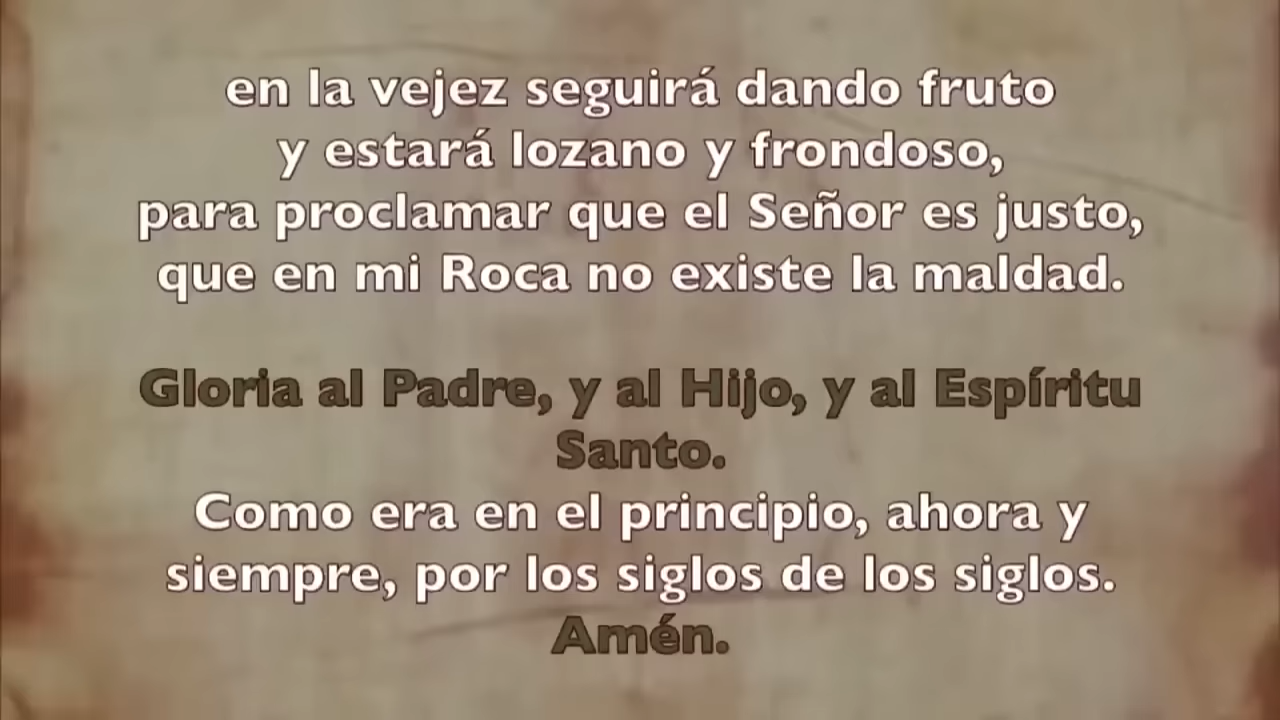 en la vejez seguirá dando fruto
y estará lozano y frondoso,
para proclamar que el Señor es justo,
que en mi Roca no existe la maldad.
Gloria al Padre, y al Hijo, y al Espíritu
Santo.
Como era en el principio, ahora y
siempre, por los siglos de los siglos.
Amén.